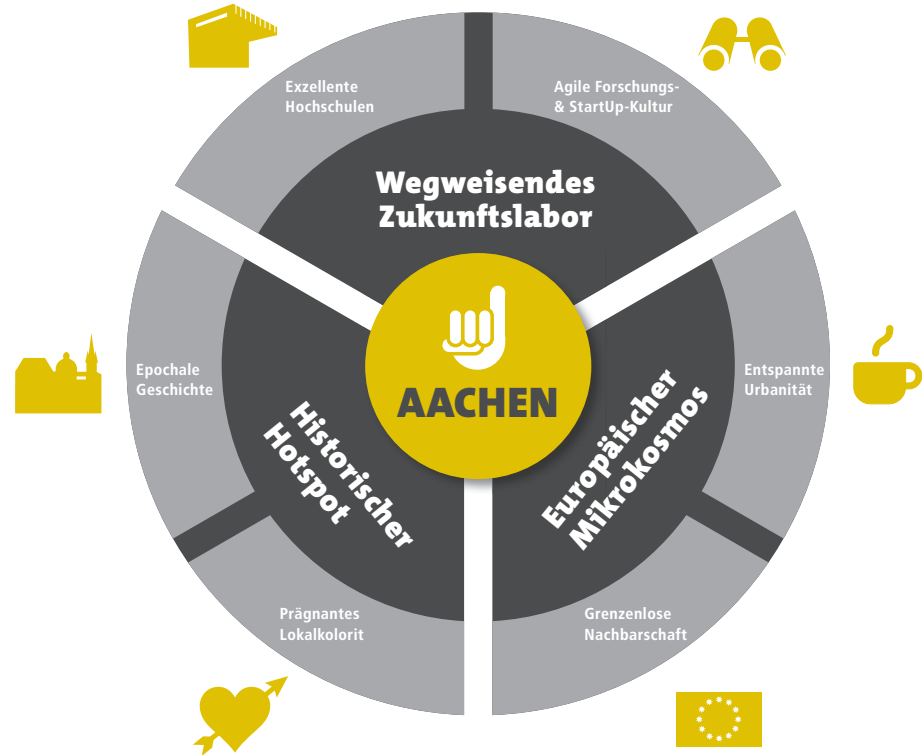 Exzellente
Hochschulen
Agile Forschungs-
& StartUp-Kultur
Wegweisendes
Zukunftslabor
Epochale
Geschichte
Entspannte
Urbanität
AACHEN
Historischer
Hotspot
Europäischer
Mikrokosmos
Prägnantes
Lokalkolorit
Grenzenlose
Nachbarschaft